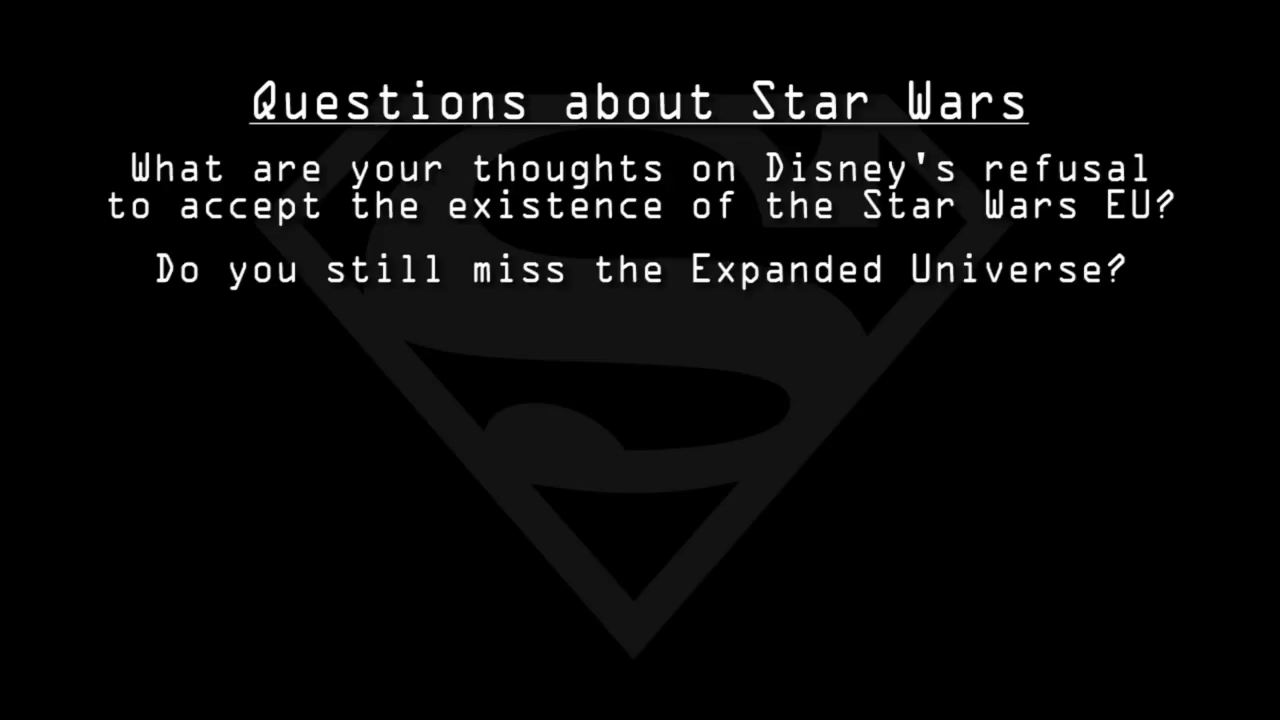 Questions about Star Wars
What are your thoughts on Disney's refusal
to accept the existence of the Star Wars EU?
Do you still miss the Expanded Universe?